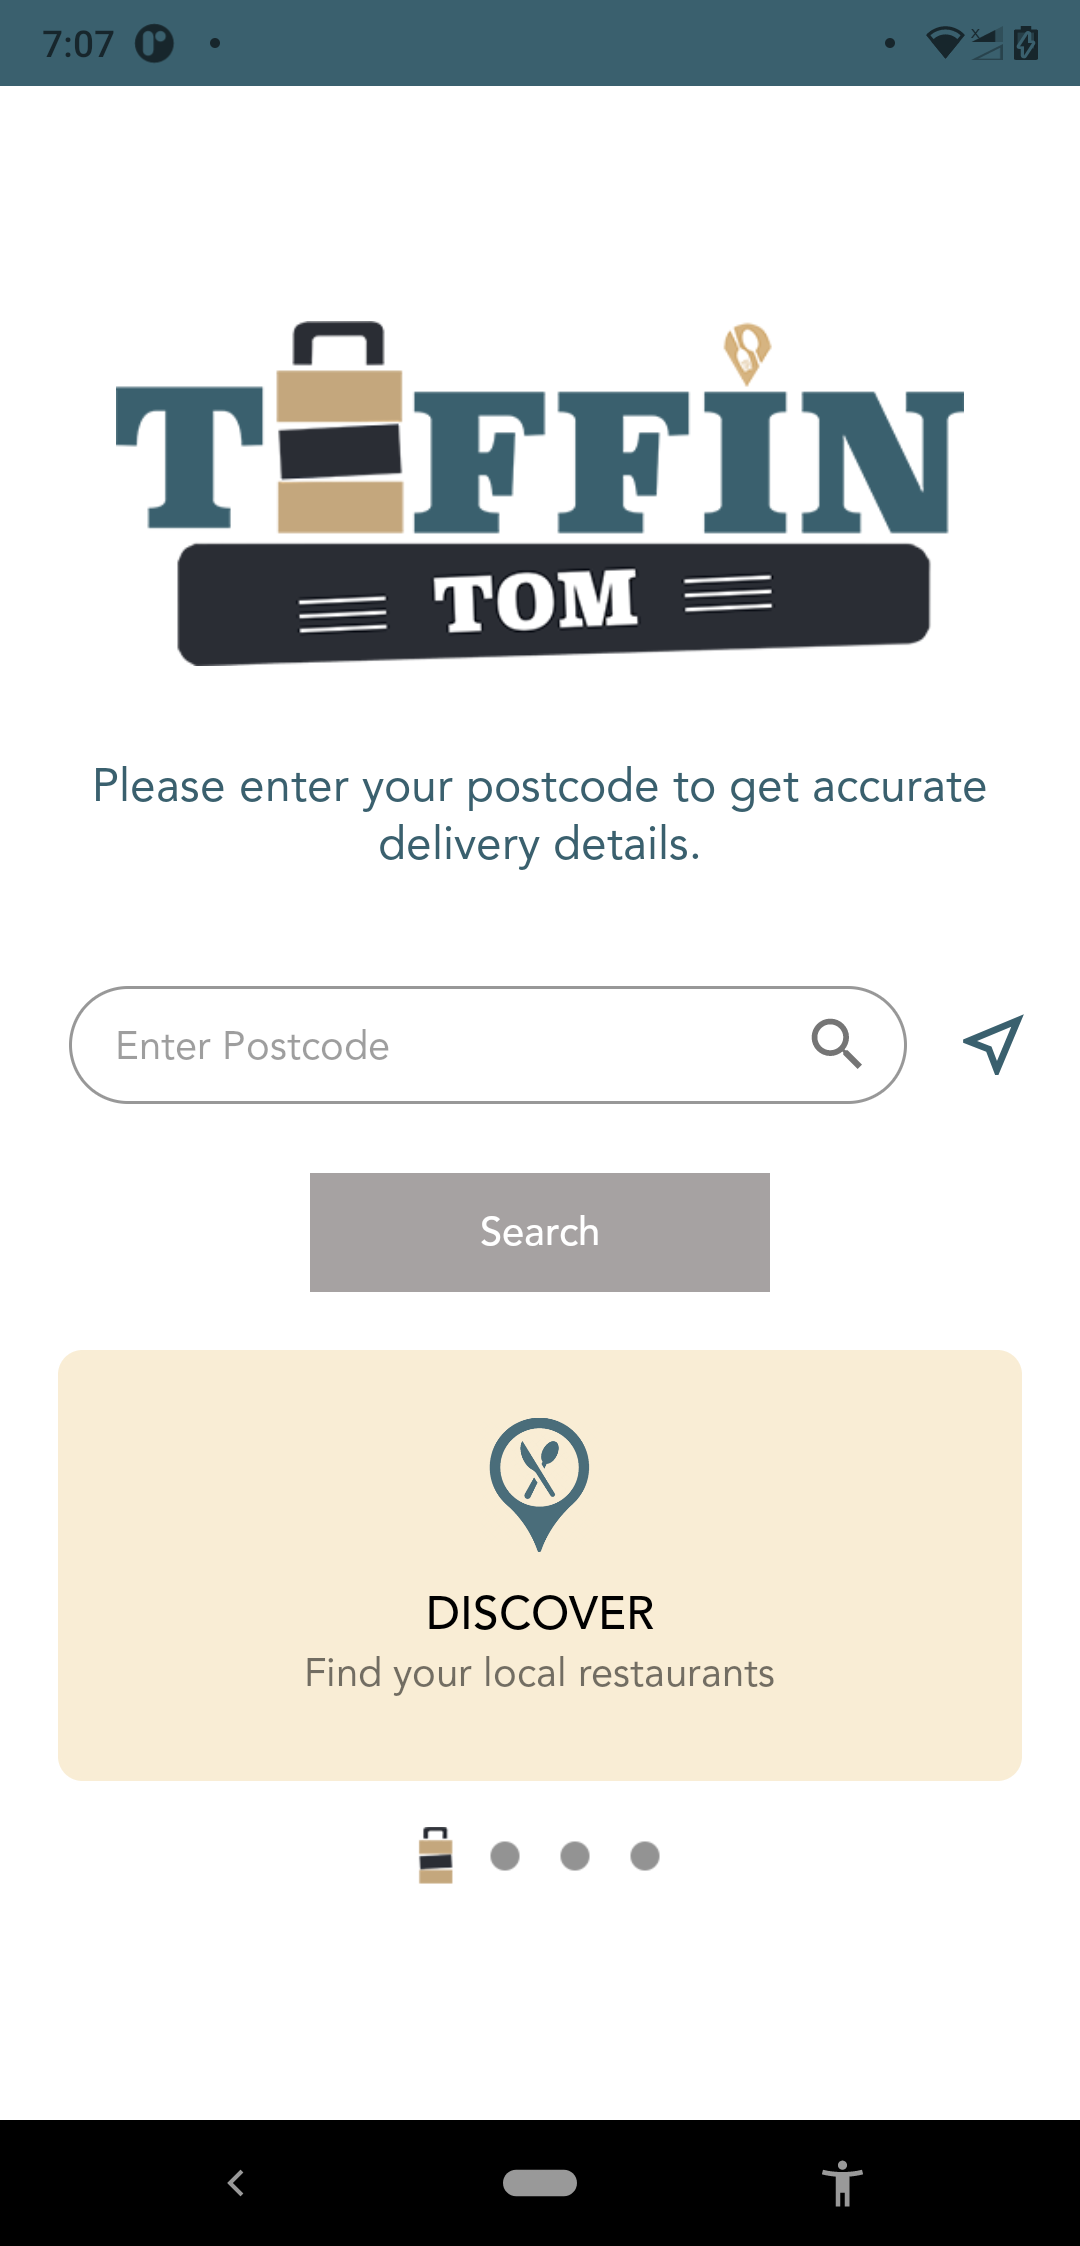 7:07
TIFFIN
TOM
Please enter your postcode to get accurate
delivery details.
Enter Postcode
Search
DISCOVER
Find your local restaurants